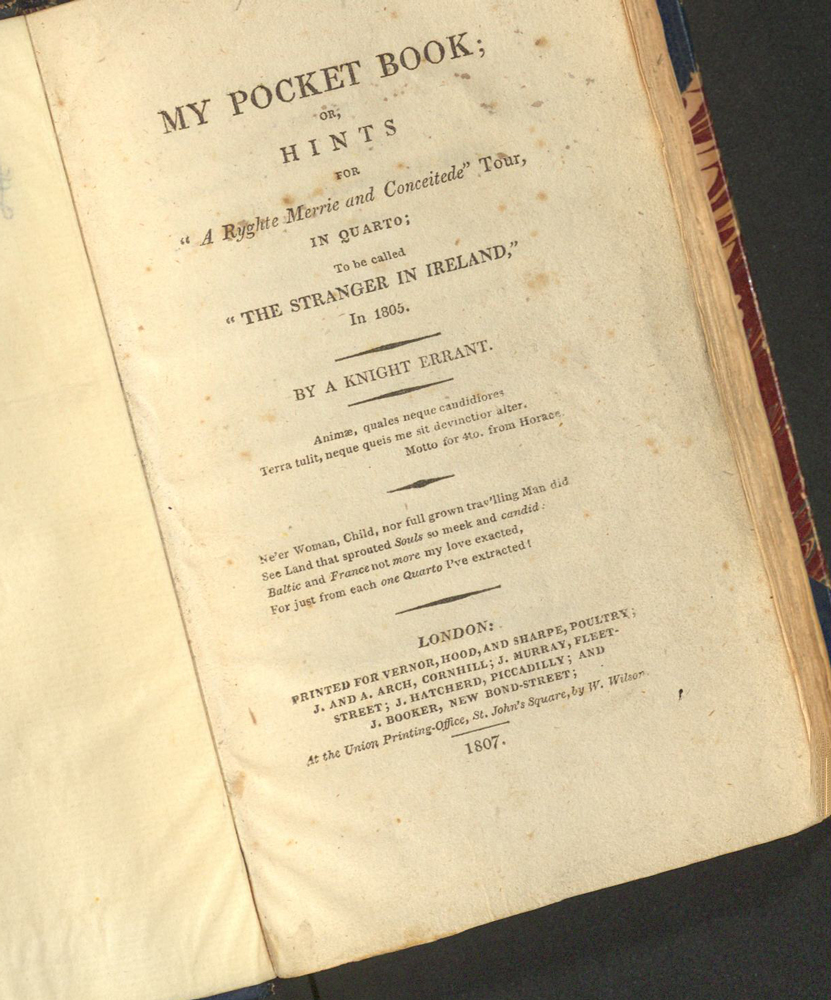 MY POCKET BOOK;
OR,
HINTS
FOR
“ A Ryghte Merrie and Conceitede” Tour,
IN QUARTO;
To be called
“ THE STRANGER IN IRELAND,”
In 1805.
BY A KNIGHT ERRANT.
Animæ, quales neque candidiores
Terra tulit, neque queis me sit devinctior alter.
Motto for 4to. from Horace.
Ne'er Woman, Child, nor full grown trav'lling Man did
See Land that sprouted Souls so meek and candid:
Baltic and France not more my love exacted,
For just from each one Quarto I've extracted!
LONDON:
PRINTED FOR VERNOR, HOOD, AND SHARPE, POULTRY;
J. AND A. ARCH, CORNHILL; J. MURRAY, FLEET-
STREET; J. HATCHERD, PICCADILLY; AND
J. BOOKER, NEW BOND-STREET;
At the Union Printing-Office, St. John's Square, by W. Wilson.
1807.